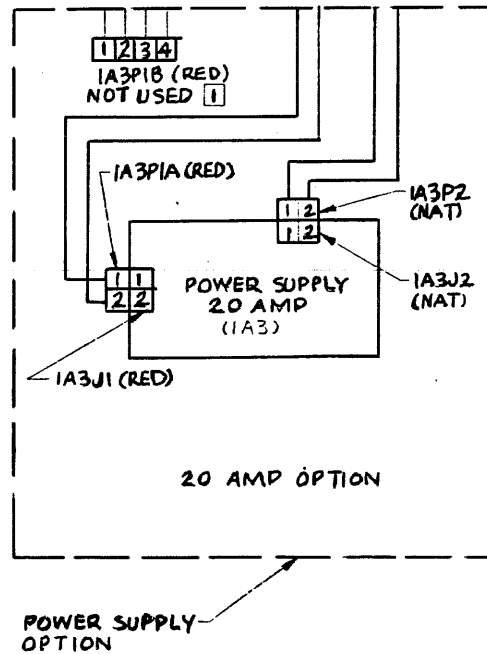 1 2 3 4
1A3P1B (RED)
NOT USED 1
1A3P1A (RED)
1 2
1 2
1A3P2
(NAT)
1A3J2
(NAT)
1 1
2 2
POWER SUPPLY
20 AMP
(1A3)
1A3J1 (RED)
20 AMP OPTION
POWER SUPPLY
OPTION